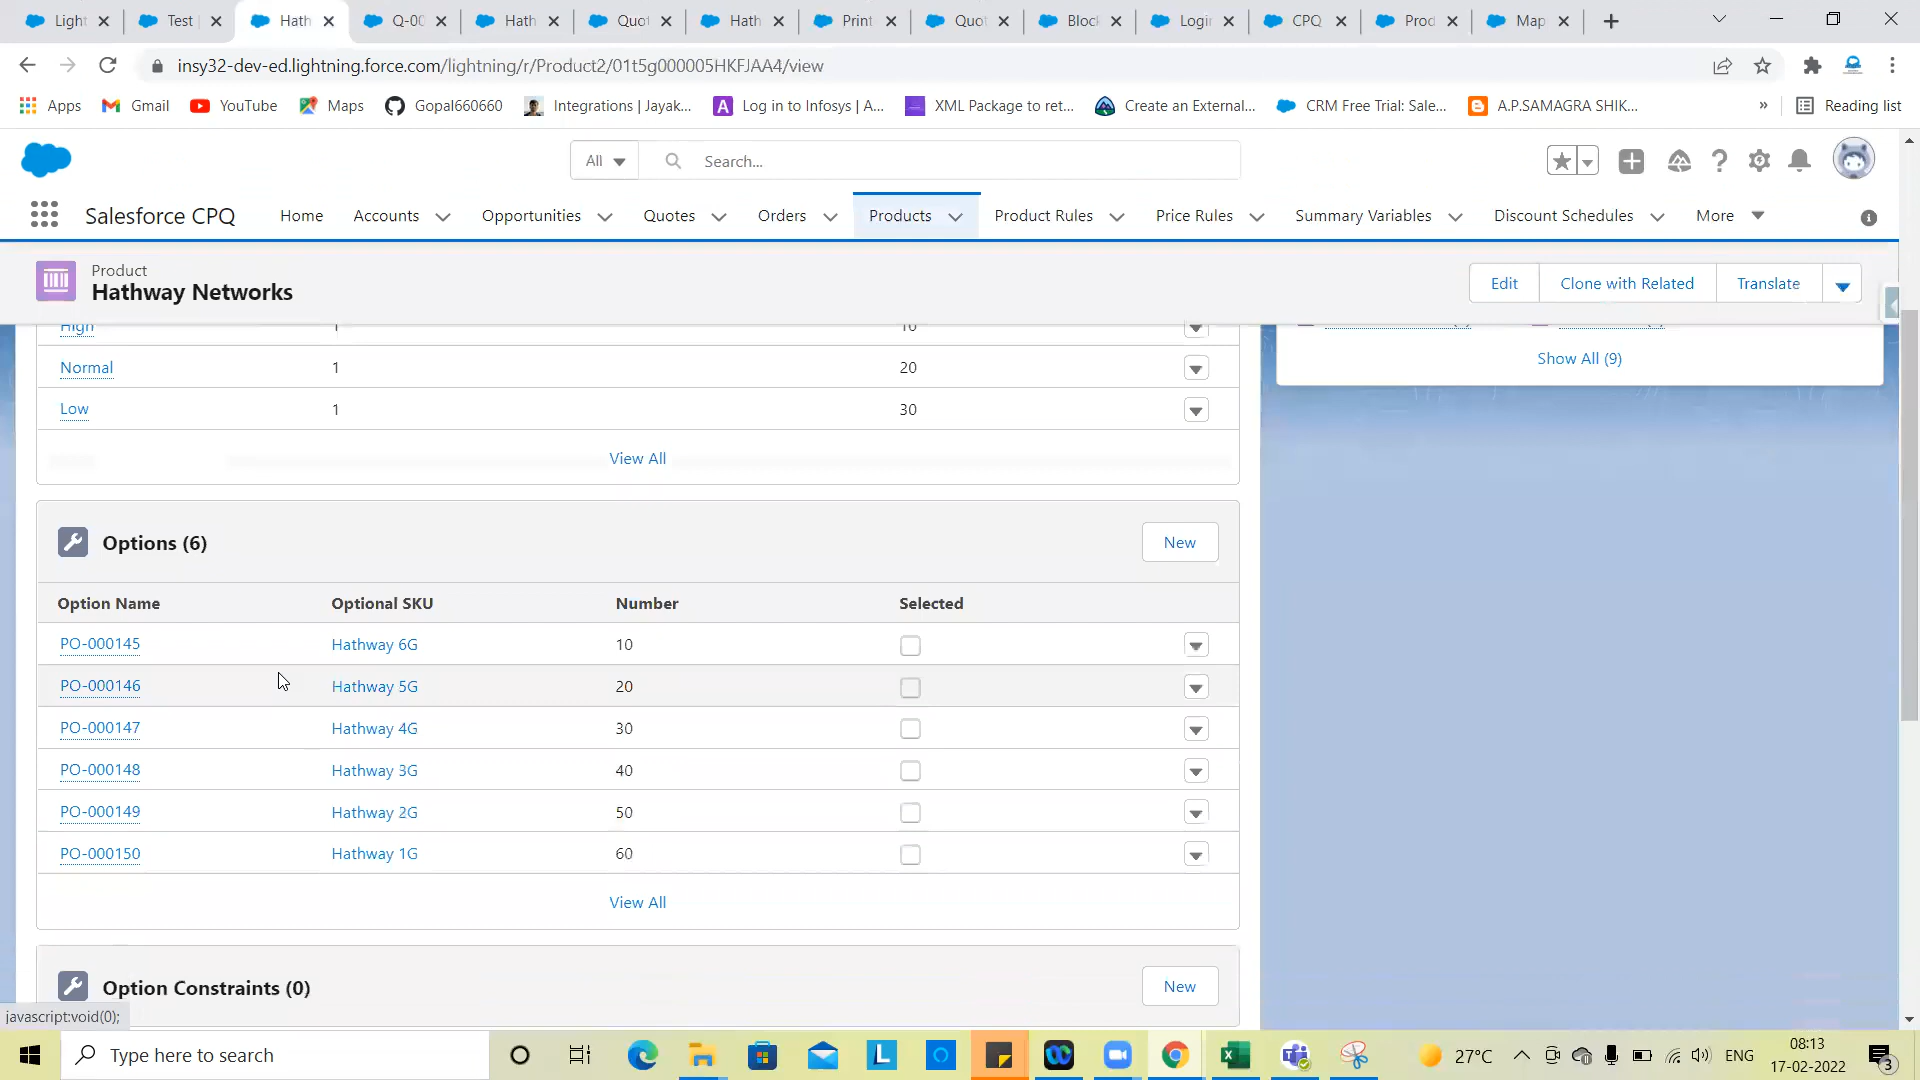 Light
Test
Hath
Q-00
Hath
Quot
Hath
Print
Quot
Bloc
Login
CPQ
Prod
Map
insy32-dev-ed.lightning.force.com/lightning/r/Product2/01t5g000005HKFJAA4/view
Apps
Gmail
YouTube
Maps
Gopal660060
Integrations | Jayak...
Log in to Infosys | A...
XML Package to ret...
Create an External...
CRM Free Trial: Sale...
A.P.SAMAGRA SHIK...
»
Reading list
All
Search...
Salesforce CPQ
Home
Accounts
Opportunities
Quotes
Orders
Products
Product Rules
Price Rules
Summary Variables
Discount Schedules
More
Product
Hathway Networks
Edit
Clone with Related
Translate
High 1 10
Normal 1 20
Low 1 30
View All
Show All (9)
Options (6)
New
Option Name Optional SKU Number Selected
PO-000145 Hathway 6G 10
PO-000146 Hathway 5G 20
PO-000147 Hathway 4G 30
PO-000148 Hathway 3G 40
PO-000149 Hathway 2G 50
PO-000150 Hathway 1G 60
View All
Option Constraints (0)
New
javascript:void(0);
Type here to search
27°C
ENG
08:13
17-02-2022
3